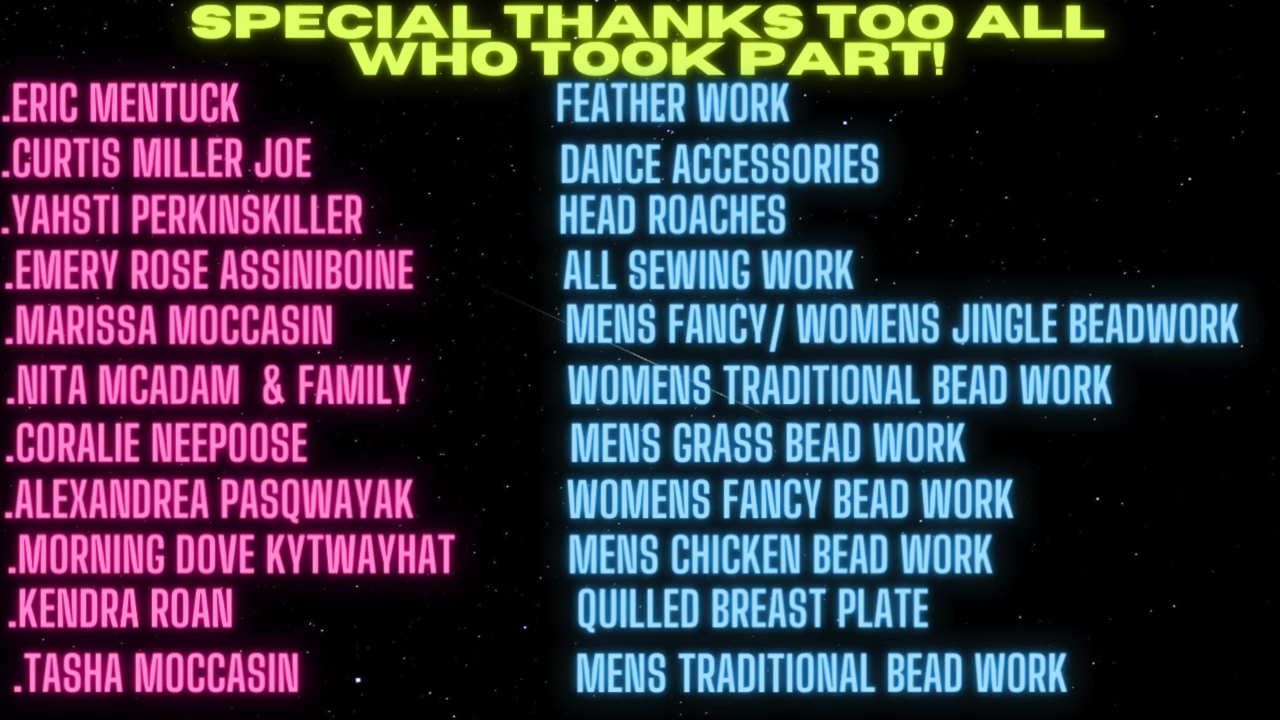 SPECIAL THANKS TOO ALL
WHO TOOK PART!
.ERIC MENTUCK FEATHER WORK
.CURTIS MILLER JOE DANCE ACCESSORIES
.YAHSTI PERKINSKILLER HEAD ROACHES
.EMERY ROSE ASSINIBOINE ALL SEWING WORK
.MARISSA MOCCASIN MENS FANCY/ WOMENS JINGLE BEADWORK
.NITA MCADAM & FAMILY WOMENS TRADITIONAL BEAD WORK
.CORALIE NEEPOOSE MENS GRASS BEAD WORK
.ALEXANDREA PASQWAYAK WOMENS FANCY BEAD WORK
.MORNING DOVE KYTWAYHAT MENS CHICKEN BEAD WORK
.KENDRA ROAN QUILLED BREAST PLATE
.TASHA MOCCASIN MENS TRADITIONAL BEAD WORK